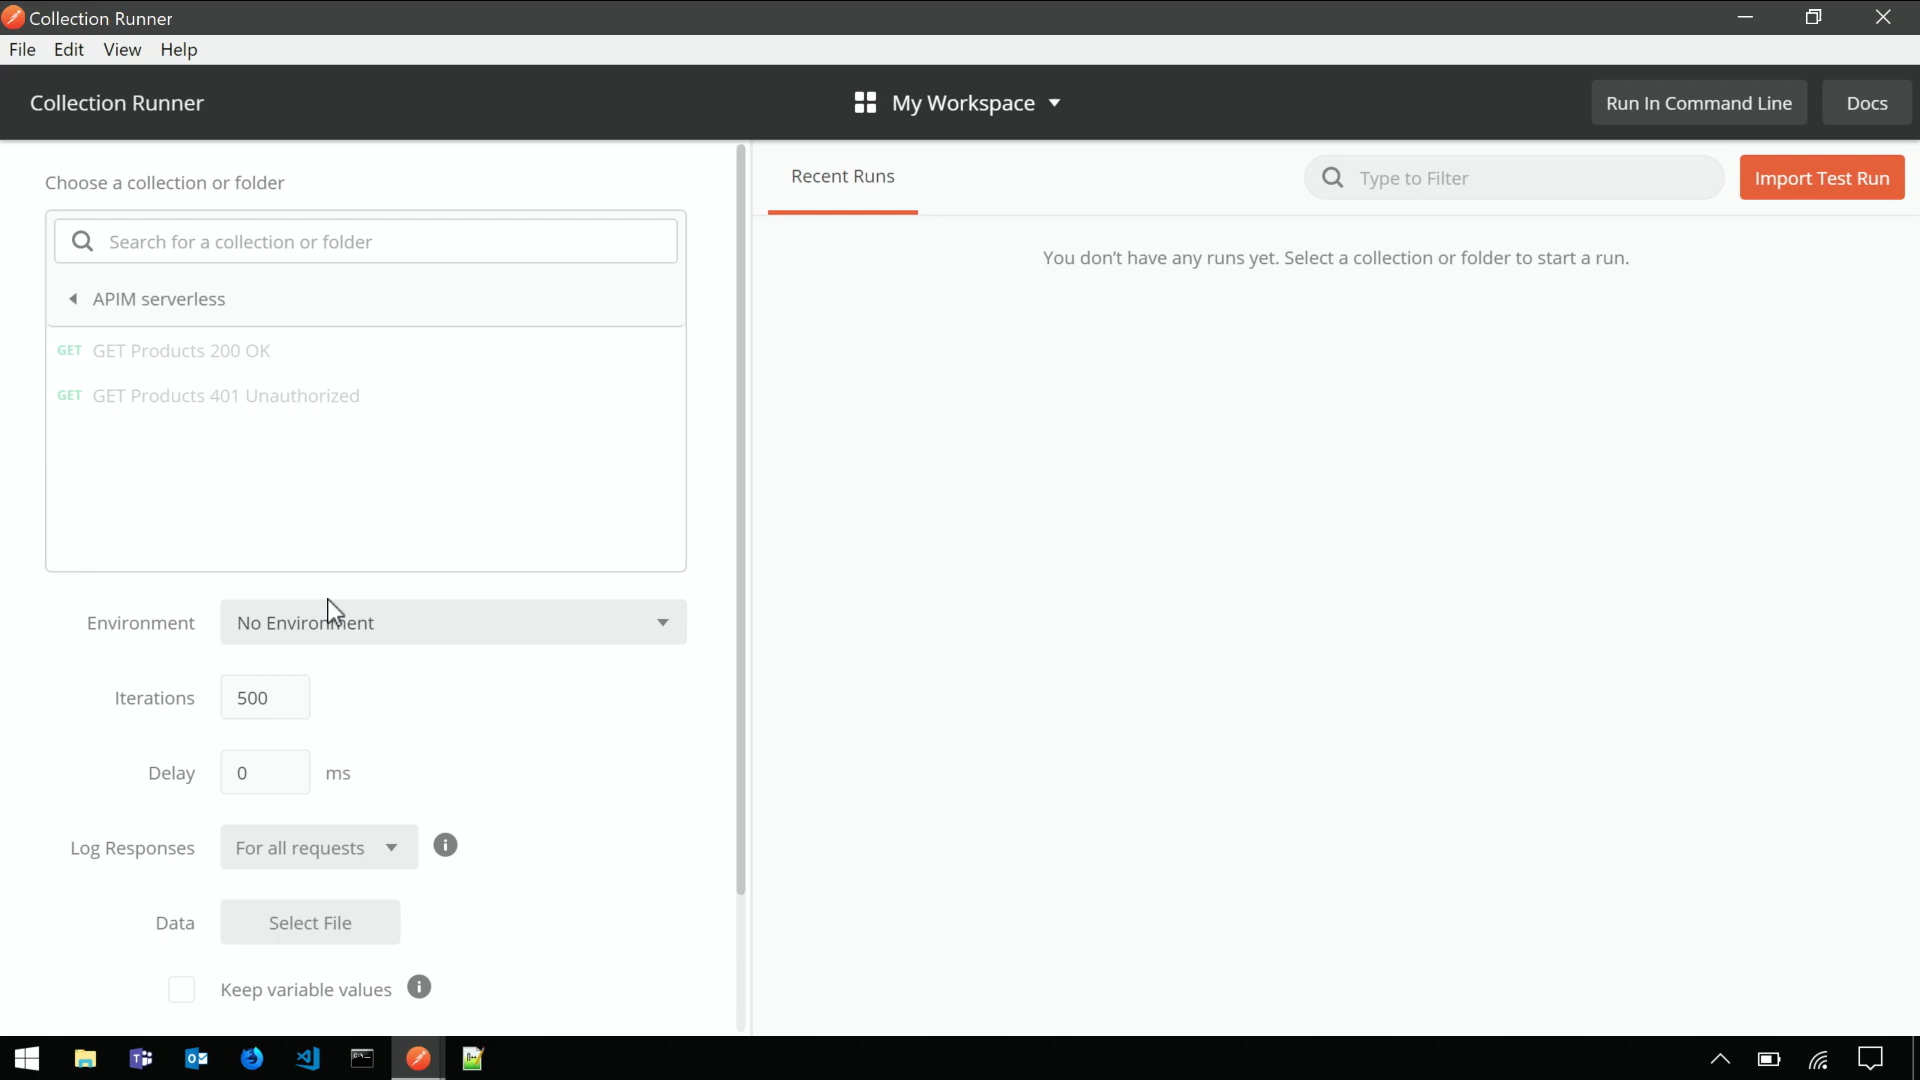 Collection Runner
File Edit View Help
Collection Runner
My Workspace
Run In Command Line
Docs
Choose a collection or folder
Search for a collection or folder
APIM serverless
GET GET Products 200 OK
GET GET Products 401 Unauthorized
Environment No Environment
Iterations 500
Delay 0 ms
Log Responses For all requests
Data Select File
Keep variable values
Recent Runs
Type to Filter
Import Test Run
You don't have any runs yet. Select a collection or folder to start a run.